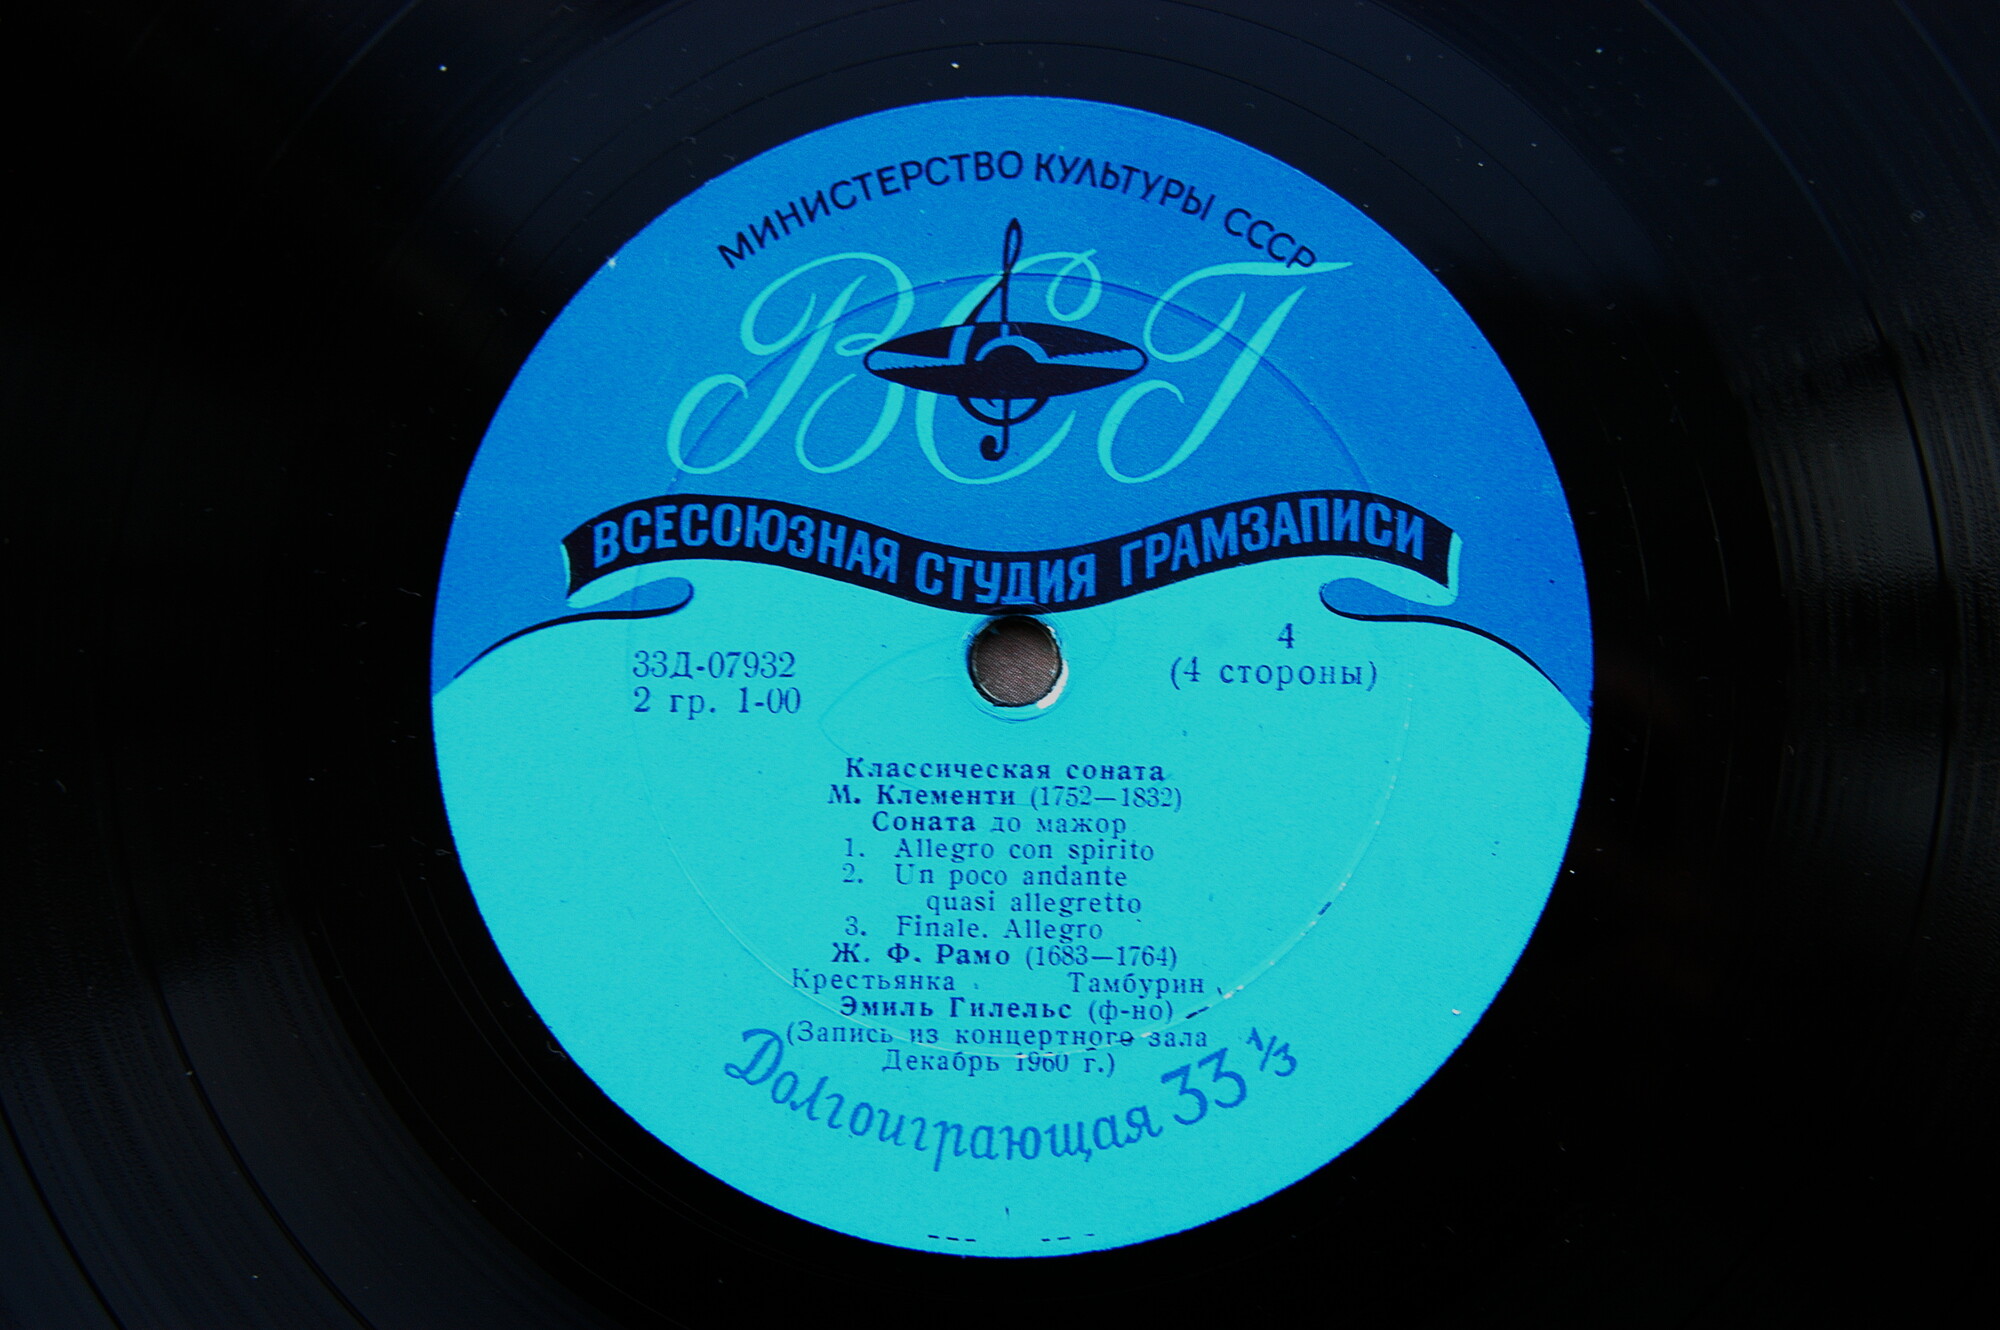 МИНИСТЕРСТВО КУЛЬТУРЫ СССР
ВСГ
ВСЕСОЮЗНАЯ СТУДИЯ ГРАМЗАПИСИ
33Д-07932
2 гр. 1-00
4
(4 стороны)
Классическая соната
М. Клементи (1752—1832)
Соната до мажор
1. Allegro con spirito
2. Un poco andante
quasi allegretto
3. Finale. Allegro
Ж. Ф. Рамо (1683—1764)
Крестьянка Тамбурин
Эмиль Гилельс (ф-но)
(Запись из концертного зала
Декабрь 1960 г.)
Долгоиграющая 33 1/3